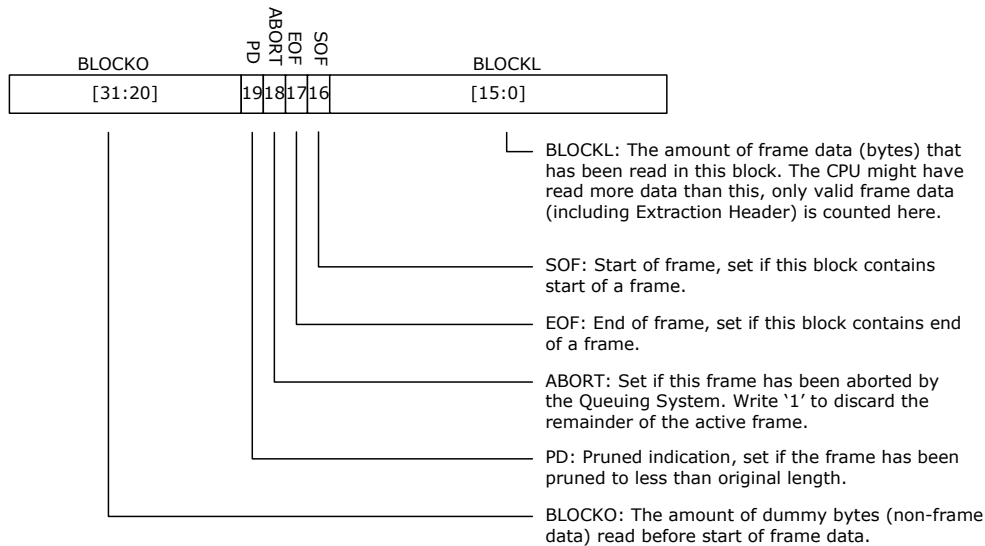 PD
ABORT
EOF
SOF
BLOCKO
BLOCKL
[31:20]
19
18
17
16
[15:0]
BLOCKL: The amount of frame data (bytes) that
has been read in this block. The CPU might have
read more data than this, only valid frame data
(including Extraction Header) is counted here.
SOF: Start of frame, set if this block contains
start of a frame.
EOF: End of frame, set if this block contains end
of a frame.
ABORT: Set if this frame has been aborted by
the Queuing System. Write ‘1’ to discard the
remainder of the active frame.
PD: Pruned indication, set if the frame has been
pruned to less than original length.
BLOCKO: The amount of dummy bytes (non-frame
data) read before start of frame data.